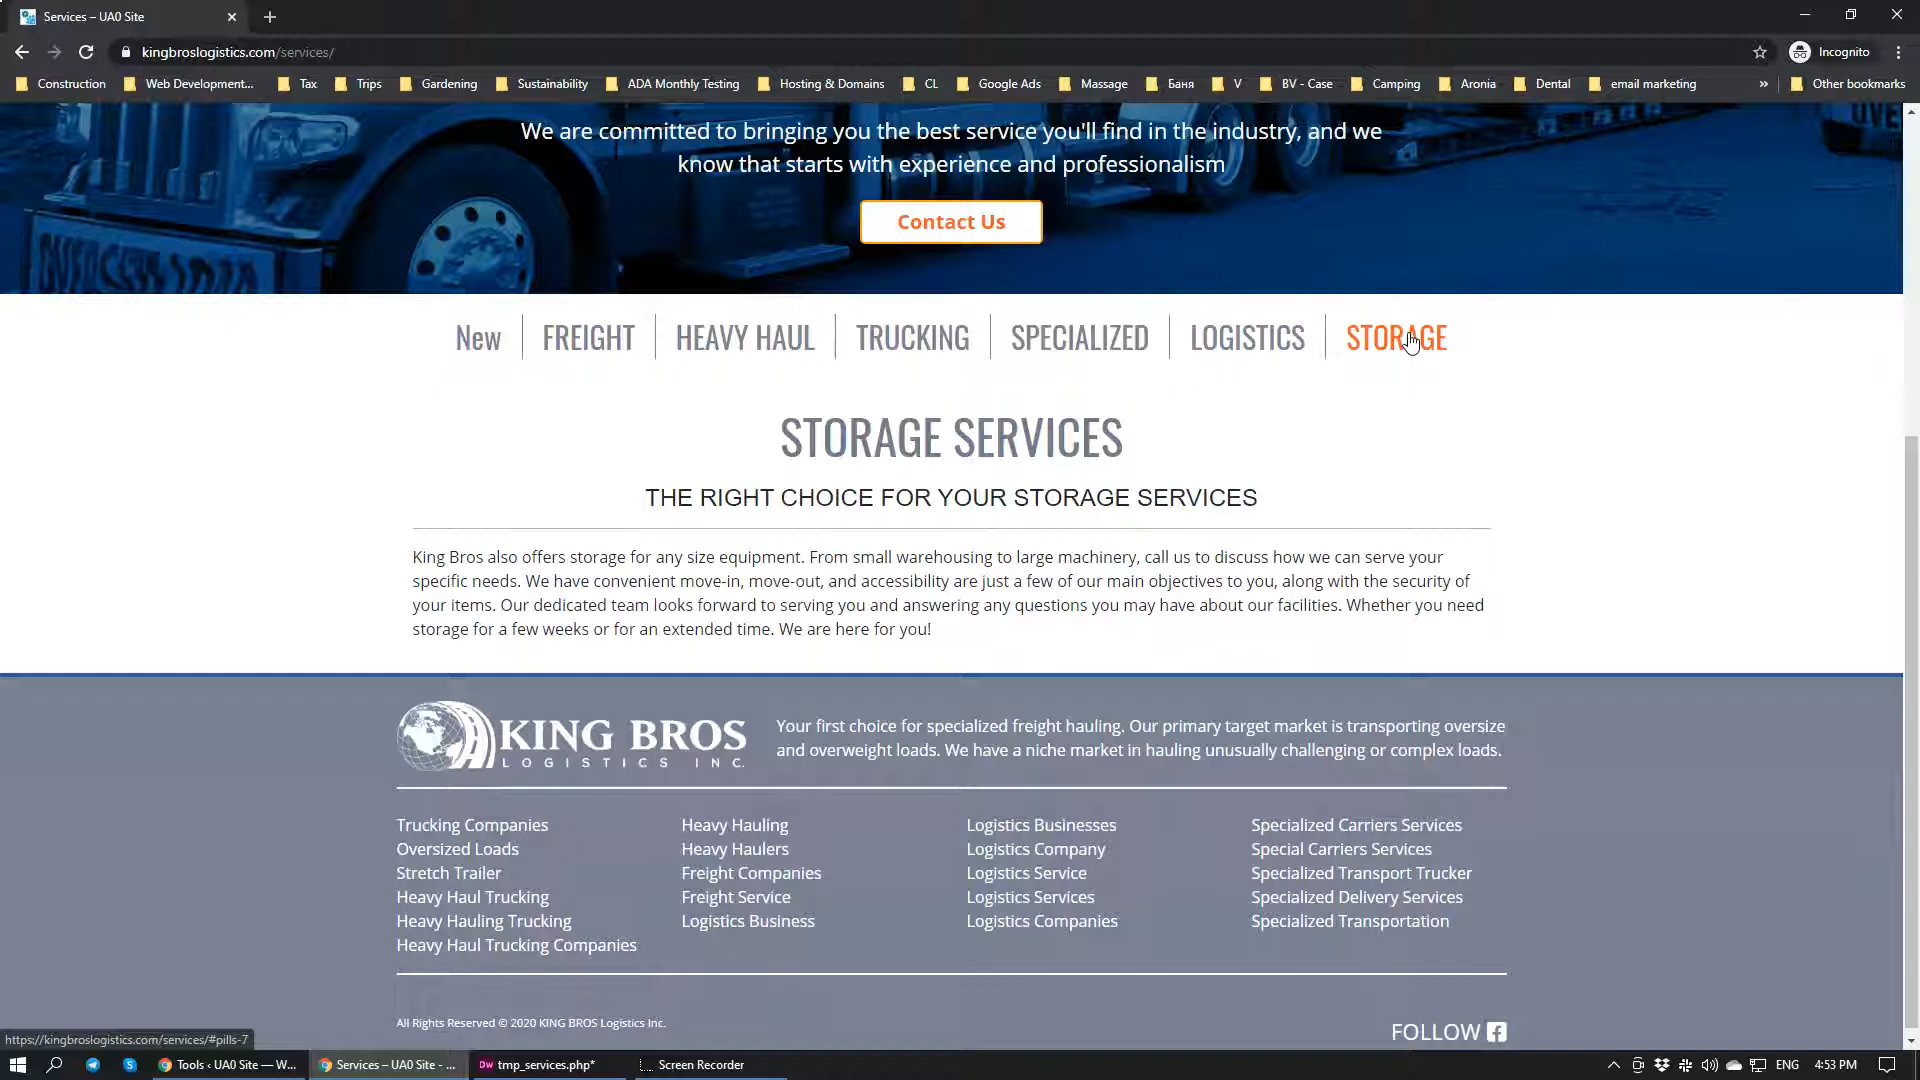 Services – UA0 Site
kingbroslogistics.com/services/
Incognito
Construction
Web Development...
Tax
Trips
Gardening
Sustainability
ADA Monthly Testing
Hosting & Domains
CL
Google Ads
Massage
Баня
V
BV - Case
Camping
Aronia
Dental
email marketing
»
Other bookmarks
We are committed to bringing you the best service you'll find in the industry, and we
know that starts with experience and professionalism
Contact Us
New
FREIGHT
HEAVY HAUL
TRUCKING
SPECIALIZED
LOGISTICS
STORAGE
STORAGE SERVICES
THE RIGHT CHOICE FOR YOUR STORAGE SERVICES
King Bros also offers storage for any size equipment. From small warehousing to large machinery, call us to discuss how we can serve your
specific needs. We have convenient move-in, move-out, and accessibility are just a few of our main objectives to you, along with the security of
your items. Our dedicated team looks forward to serving you and answering any questions you may have about our facilities. Whether you need
storage for a few weeks or for an extended time. We are here for you!
KING BROS
LOGISTICS INC.
Your first choice for specialized freight hauling. Our primary target market is transporting oversize
and overweight loads. We have a niche market in hauling unusually challenging or complex loads.
Trucking Companies
Oversized Loads
Stretch Trailer
Heavy Haul Trucking
Heavy Hauling Trucking
Heavy Haul Trucking Companies
Heavy Hauling
Heavy Haulers
Freight Companies
Freight Service
Logistics Business
Logistics Businesses
Logistics Company
Logistics Service
Logistics Services
Logistics Companies
Specialized Carriers Services
Special Carriers Services
Specialized Transport Trucker
Specialized Delivery Services
Specialized Transportation
All Rights Reserved © 2020 KING BROS Logistics Inc.
FOLLOW
https://kingbroslogistics.com/services/#pills-7
Tools ‹ UA0 Site — W...
Services – UA0 Site - ...
Dw
tmp_services.php*
Screen Recorder
ENG
4:53 PM